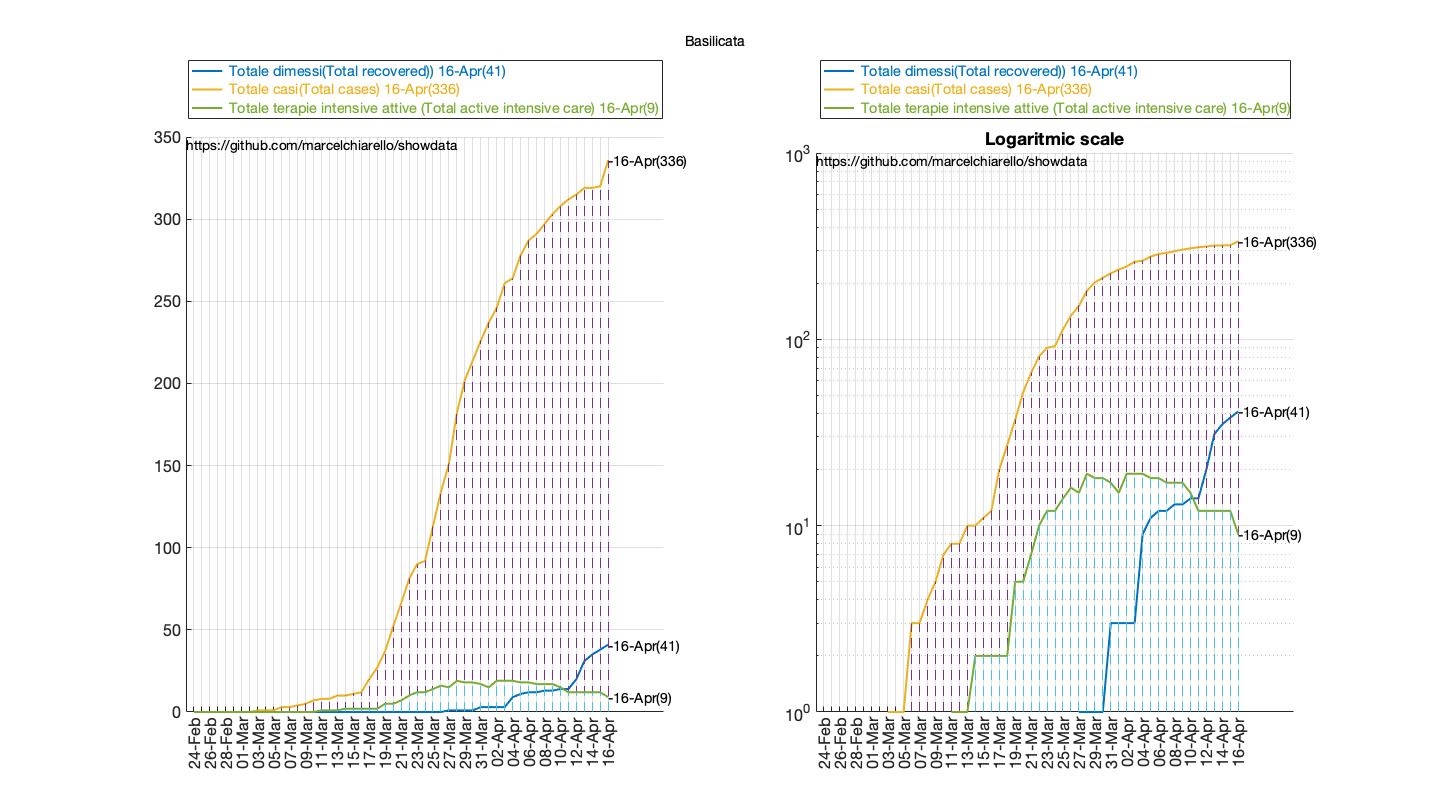 Basilicata
Totale dimessi(Total recovered)) 16-Apr(41)
Totale casi(Total cases) 16-Apr(336)
Totale terapie intensive attive (Total active intensive care) 16-Apr(9)
350
300
250
200
150
100
50
0
https://github.com/marcelchiarello/showdata
16-Apr(336)
16-Apr(41)
16-Apr(9)
24-Feb
26-Feb
28-Feb
01-Mar
03-Mar
05-Mar
07-Mar
09-Mar
11-Mar
13-Mar
15-Mar
17-Mar
19-Mar
21-Mar
23-Mar
25-Mar
27-Mar
29-Mar
31-Mar
02-Apr
04-Apr
06-Apr
08-Apr
10-Apr
12-Apr
14-Apr
16-Apr
Totale dimessi(Total recovered)) 16-Apr(41)
Totale casi(Total cases) 16-Apr(336)
Totale terapie intensive attive (Total active intensive care) 16-Apr(9)
Logaritmic scale
10³
10²
10¹
10⁰
https://github.com/marcelchiarello/showdata
16-Apr(336)
16-Apr(41)
16-Apr(9)
24-Feb
26-Feb
28-Feb
01-Mar
03-Mar
05-Mar
07-Mar
09-Mar
11-Mar
13-Mar
15-Mar
17-Mar
19-Mar
21-Mar
23-Mar
25-Mar
27-Mar
29-Mar
31-Mar
02-Apr
04-Apr
06-Apr
08-Apr
10-Apr
12-Apr
14-Apr
16-Apr